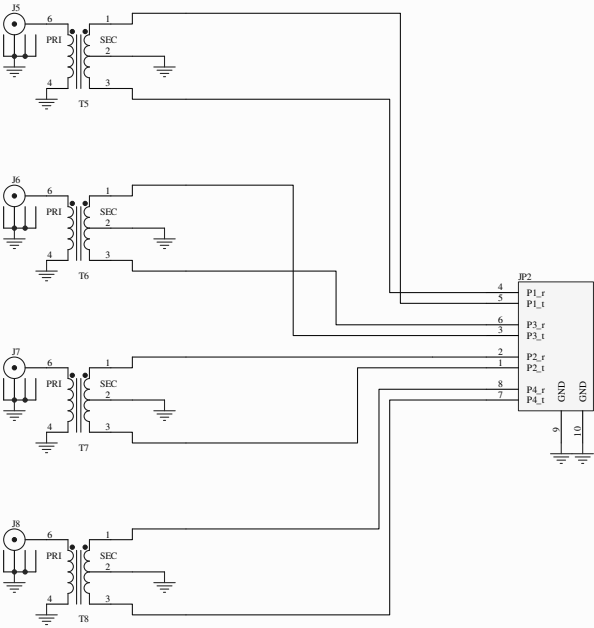 J5
6
1
PRI
SEC
2
4
3
T5
J6
6
1
PRI
SEC
2
4
3
T6
JP2
4
P1_r
5
P1_t
6
P3_r
3
P3_t
2
P2_r
1
P2_t
8
P4_r
7
P4_t
GND
GND
9
10
J7
6
1
PRI
SEC
2
4
3
T7
J8
6
1
PRI
SEC
2
4
3
T8